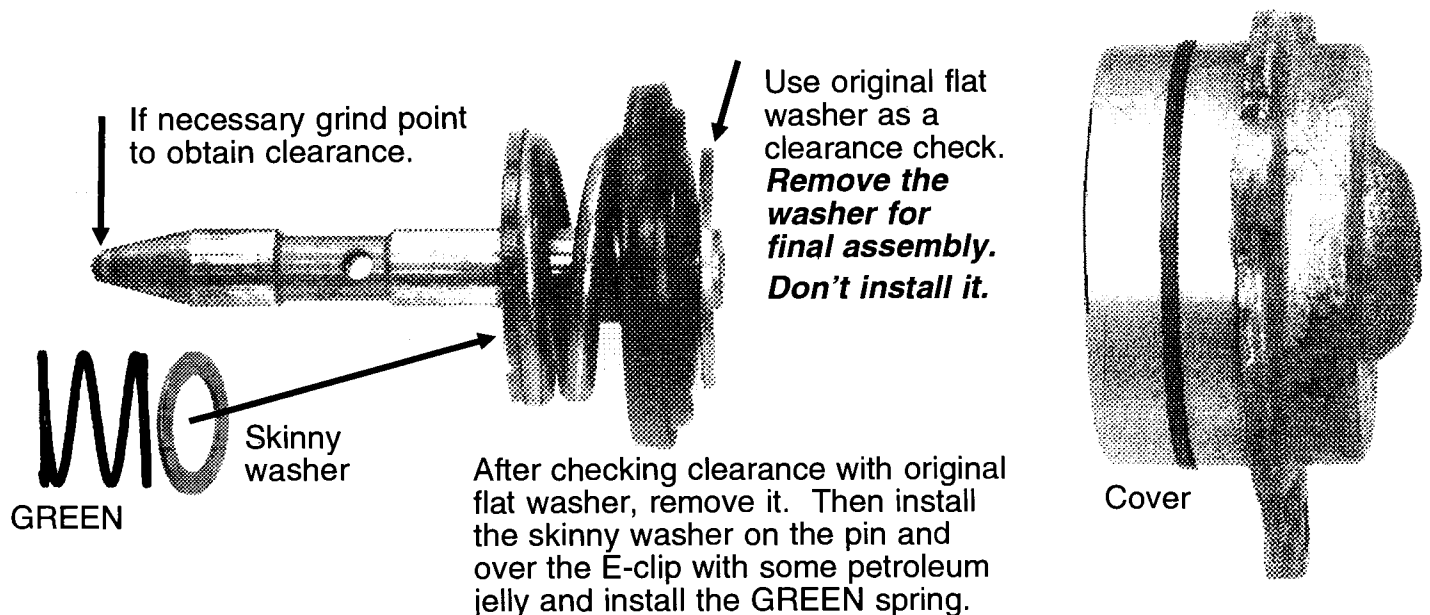 If necessary grind point
to obtain clearance.
Use original flat
washer as a
clearance check.
Remove the
washer for
final assembly.
Don't install it.
Skinny
washer
GREEN
After checking clearance with original
flat washer, remove it. Then install
the skinny washer on the pin and
over the E-clip with some petroleum
jelly and install the GREEN spring.
Cover